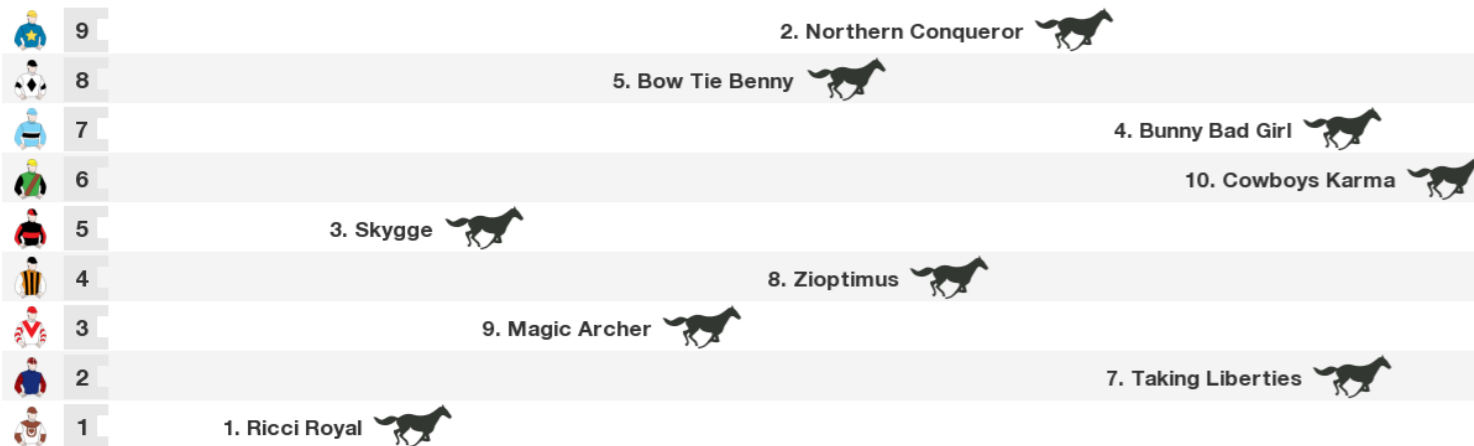 9 2. Northern Conqueror
8 5. Bow Tie Benny
7 4. Bunny Bad Girl
6 10. Cowboys Karma
5 3. Skygge
4 8. Zioptimus
3 9. Magic Archer
2 7. Taking Liberties
1 1. Ricci Royal